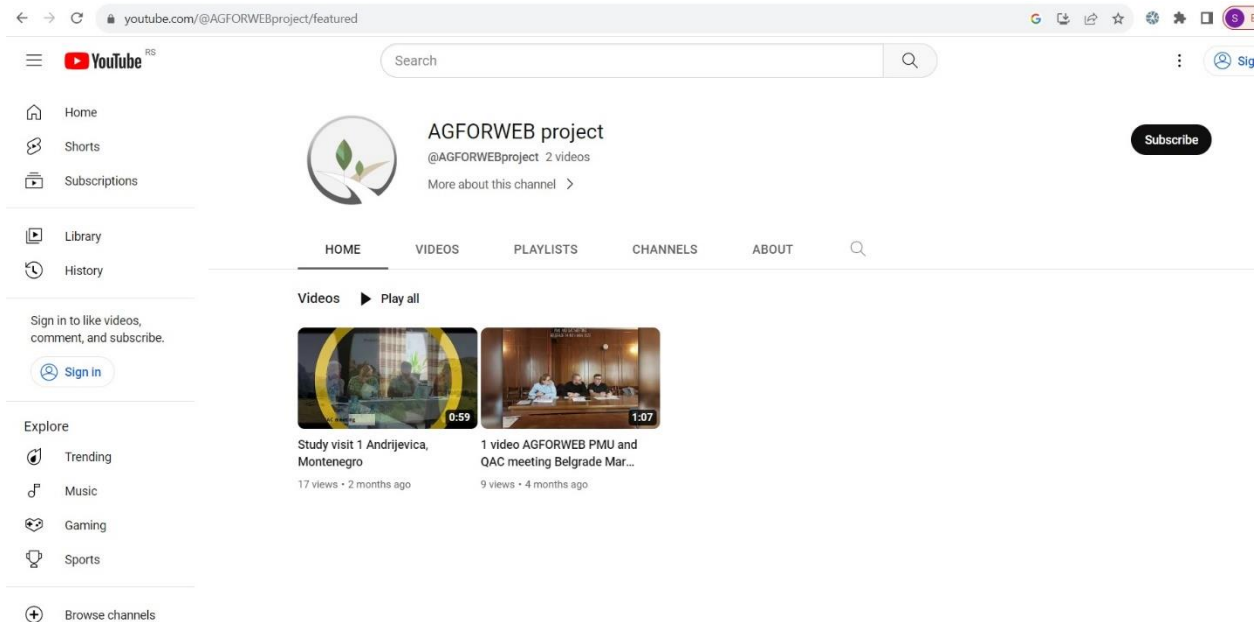 youtube.com/@AGFORWEBproject/featured
S
YouTube RS
Search
Sig
Home
Shorts
Subscriptions
Library
History
Sign in to like videos,
comment, and subscribe.
Sign in
Explore
Trending
Music
Gaming
Sports
Browse channels
AGFORWEB project
@AGFORWEBproject 2 videos
More about this channel
Subscribe
HOME VIDEOS PLAYLISTS CHANNELS ABOUT
Videos Play all
meeting
0:59
1:07
Study visit 1 Andrijevica,
Montenegro
17 views • 2 months ago
1 video AGFORWEB PMU and
QAC meeting Belgrade Mar...
9 views • 4 months ago